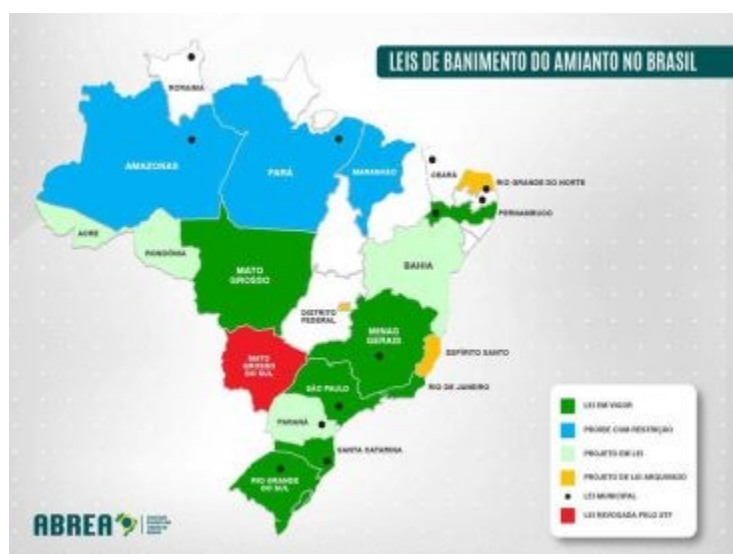 LEIS DE BANIMENTO DO AMIANTO NO BRASIL
RORAIMA
AMAZONAS
PARÁ
MARANHÃO
CEARÁ
RIO GRANDE DO NORTE
PERNAMBUCO
ACRE
RONDÔNIA
MATO
GROSSO
BAHIA
DISTRITO
FEDERAL
MINAS
GERAIS
ESPÍRITO SANTO
MATO
GROSSO
DO SUL
SÃO PAULO
RIO DE JANEIRO
PARANÁ
SANTA CATARINA
RIO GRANDE
DO SUL
LEI EM VIGOR
PROÍBE COM RESTRIÇÃO
PROJETO EM LEI
PROJETO DE LEI ARQUIVADO
LEI MUNICIPAL
LEI REVOGADA PELO STF
ABREA